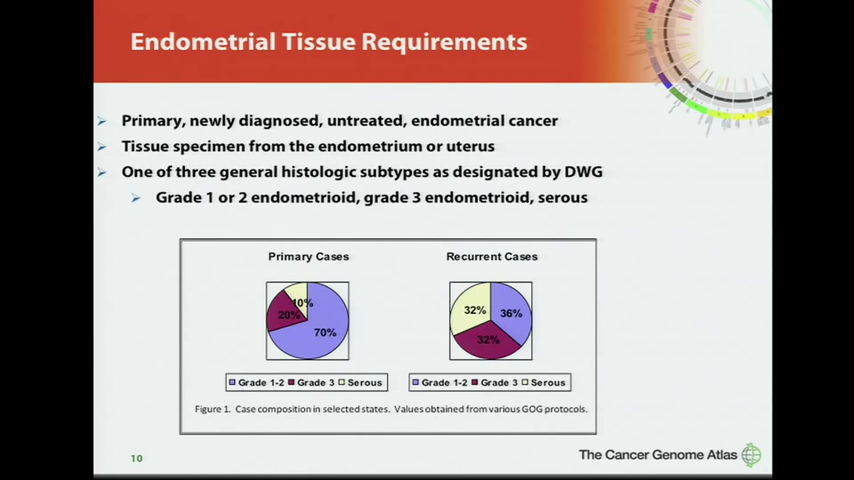 Endometrial Tissue Requirements
Primary, newly diagnosed, untreated, endometrial cancer
Tissue specimen from the endometrium or uterus
One of three general histologic subtypes as designated by DWG
Grade 1 or 2 endometrioid, grade 3 endometrioid, serous
Primary Cases
10%
20%
70%
Grade 1-2 Grade 3 Serous
Recurrent Cases
32%
36%
32%
Grade 1-2 Grade 3 Serous
Figure 1. Case composition in selected states. Values obtained from various GOG protocols.
10
The Cancer Genome Atlas